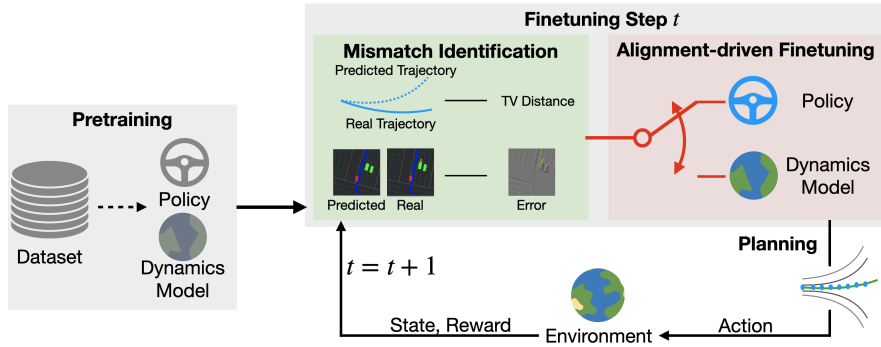 Finetuning Step t
Mismatch Identification
Predicted Trajectory
Real Trajectory
TV Distance
Predicted
Real
Error
Alignment-driven Finetuning
Policy
Dynamics
Model
Pretraining
Dataset
Policy
Dynamics
Model
Planning
t = t + 1
State, Reward
Environment
Action